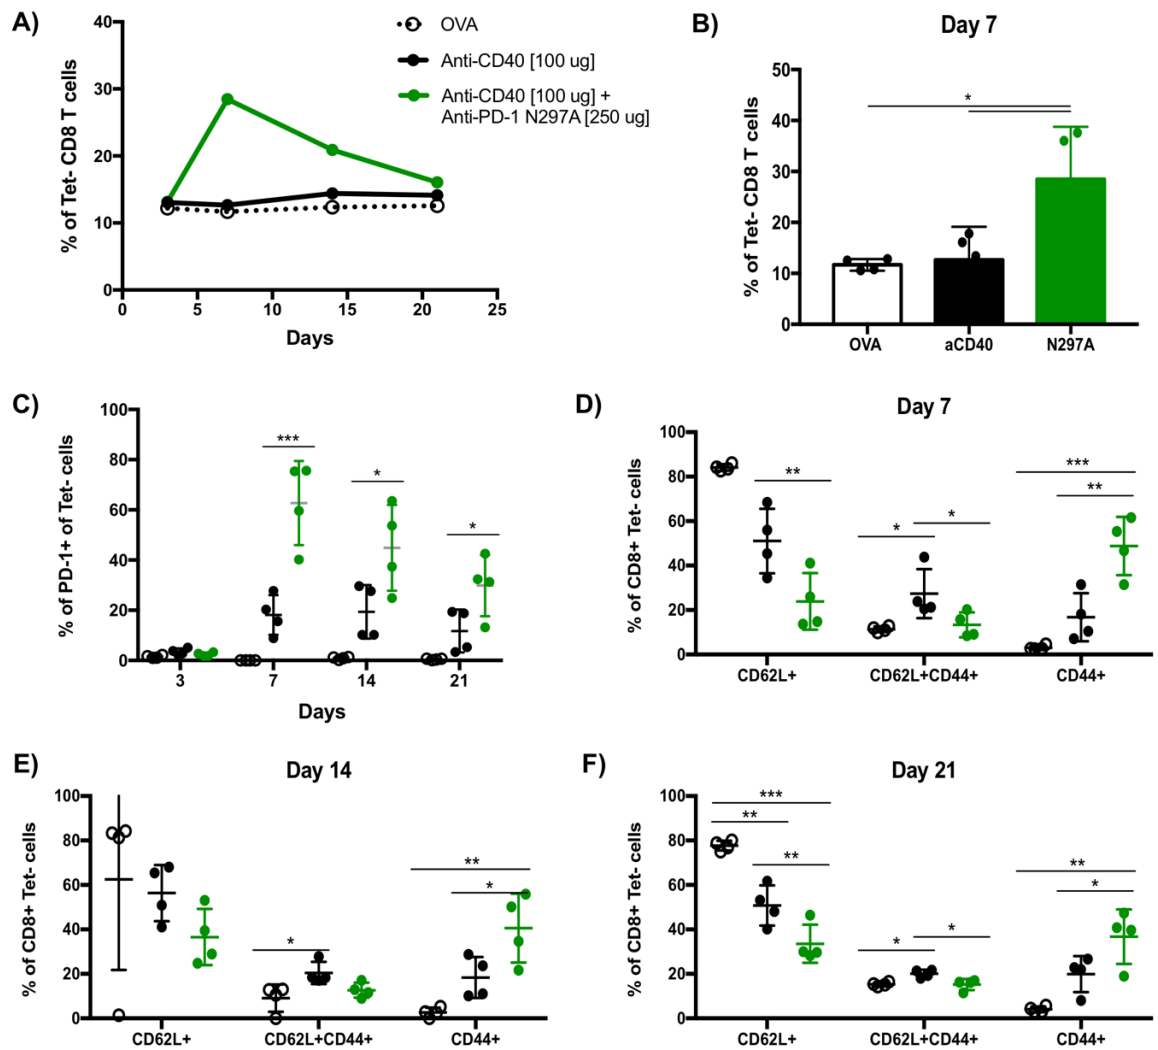 A)
% of Tet- CD8 T cells
40
30
20
10
0
0 5 10 15 20 25
Days
OVA
Anti-CD40 [100 ug]
Anti-CD40 [100 ug] +
Anti-PD-1 N297A [250 ug]
B)
Day 7
% of Tet- CD8 T cells
50
40
30
20
10
0
*
OVA aCD40 N297A
C)
% of PD-1+ of Tet- cells
100
80
60
40
20
0
***
*
*
3 7 14 21
Days
D)
Day 7
% of CD8+ Tet- cells
100
80
60
40
20
0
**
*
*
***
**
CD62L+ CD62L+CD44+ CD44+
E)
Day 14
% of CD8+ Tet- cells
100
80
60
40
20
0
*
**
*
CD62L+ CD62L+CD44+ CD44+
F)
Day 21
% of CD8+ Tet- cells
100
80
60
40
20
0
***
**
**
*
*
**
*
CD62L+ CD62L+CD44+ CD44+